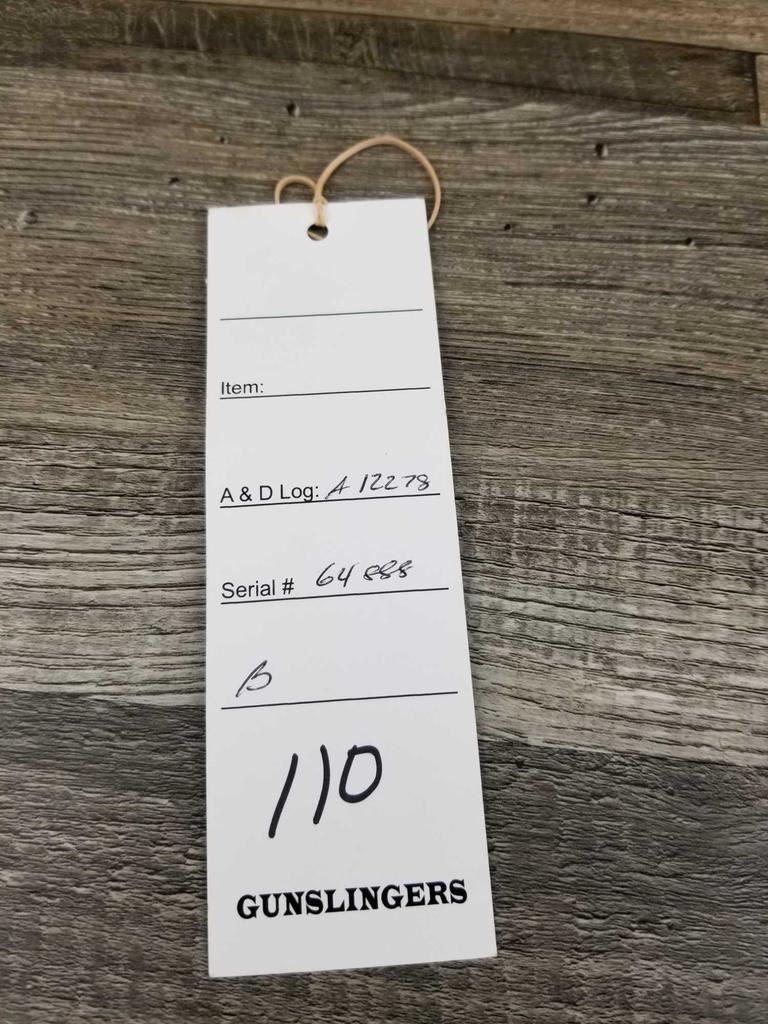 Item:
A & D Log: A 12278
Serial # 64888
B
110
GUNSLINGERS